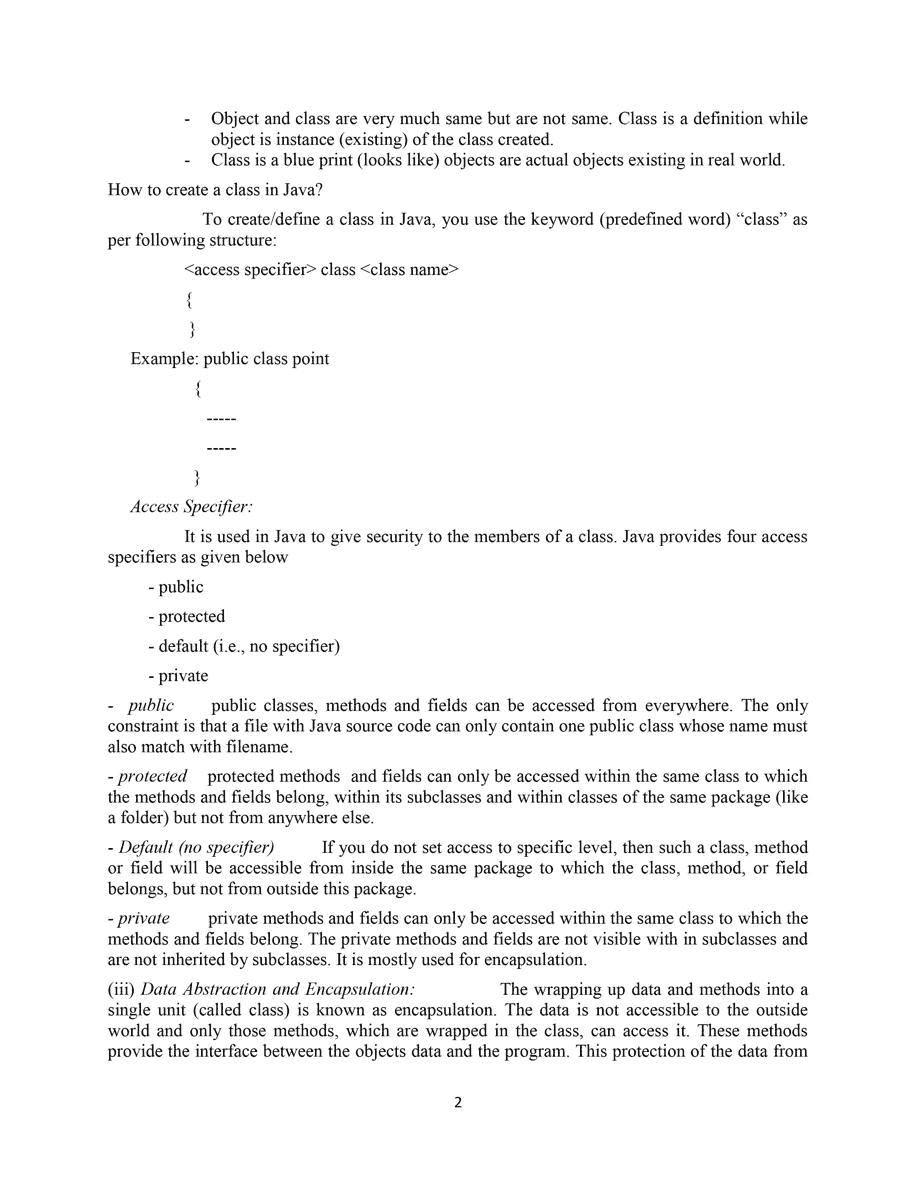 - Object and class are very much same but are not same. Class is a definition while
object is instance (existing) of the class created.
- Class is a blue print (looks like) objects are actual objects existing in real world.
How to create a class in Java?
To create/define a class in Java, you use the keyword (predefined word) “class” as
per following structure:
<access specifier> class <class name>
{
}
Example: public class point
{
-----
-----
}
Access Specifier:
It is used in Java to give security to the members of a class. Java provides four access
specifiers as given below
- public
- protected
- default (i.e., no specifier)
- private
- public public classes, methods and fields can be accessed from everywhere. The only
constraint is that a file with Java source code can only contain one public class whose name must
also match with filename.
- protected protected methods and fields can only be accessed within the same class to which
the methods and fields belong, within its subclasses and within classes of the same package (like
a folder) but not from anywhere else.
- Default (no specifier) If you do not set access to specific level, then such a class, method
or field will be accessible from inside the same package to which the class, method, or field
belongs, but not from outside this package.
- private private methods and fields can only be accessed within the same class to which the
methods and fields belong. The private methods and fields are not visible with in subclasses and
are not inherited by subclasses. It is mostly used for encapsulation.
(iii) Data Abstraction and Encapsulation: The wrapping up data and methods into a
single unit (called class) is known as encapsulation. The data is not accessible to the outside
world and only those methods, which are wrapped in the class, can access it. These methods
provide the interface between the objects data and the program. This protection of the data from
2